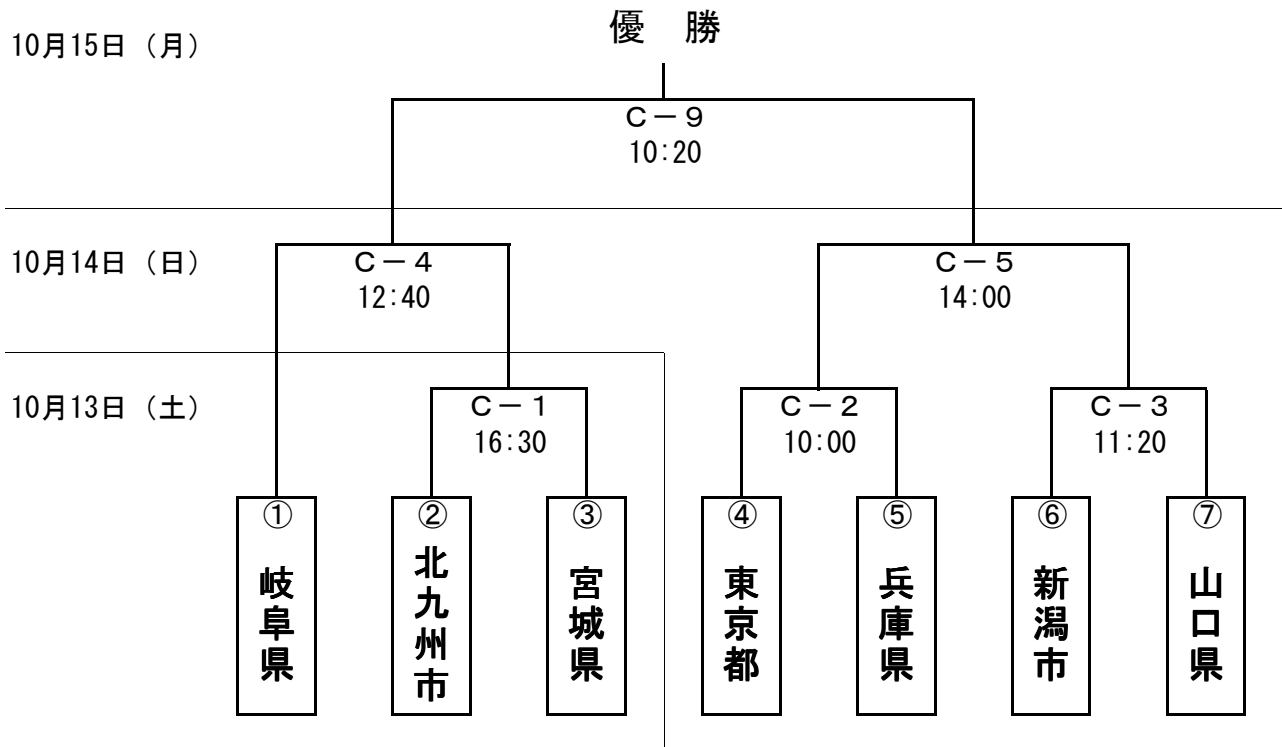 優　勝
10月15日（月）
Ｃ－９
10:20
10月14日（日）
Ｃ－４
12:40
Ｃ－５
14:00
10月13日（土）
Ｃ－１
16:30
Ｃ－２
10:00
Ｃ－３
11:20
①
岐阜県
②
北九州市
③
宮城県
④
東京都
⑤
兵庫県
⑥
新潟市
⑦
山口県